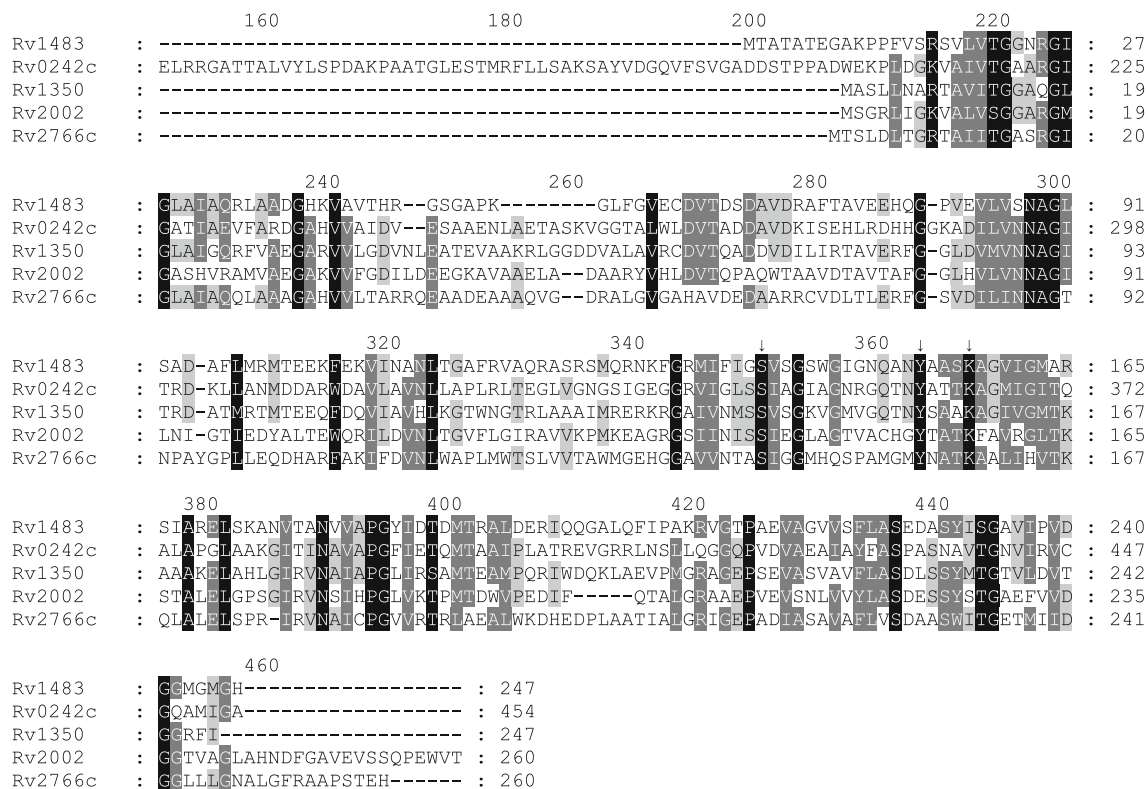 160 180 200 220
Rv1483 : ------------------------------------------------MTATATEGAKPPFVSRSVLVTGGNRGI : 27
Rv0242c : ELRRGATTALVYLSPDAKPAATGLESTMRFLLSAKSAYVDGQVFSVGADDSTPPADWEKPLDGKVAIVTGAARGI : 225
Rv1350 : --------------------------------------------------------MASLLNARTAVITGGAQGL : 19
Rv2002 : --------------------------------------------------------MSGRLIGKVALVSGGARGM : 19
Rv2766c : -------------------------------------------------------MTSLDLTGRTAIITGASRGI : 20
240 260 280 300
Rv1483 : GLAIAQRLAADGHKVAVTHR--GSGAPK-------GLFGVECDVTDSDAVDRAFTAVEEHQG-PVEVLVSNAGL : 91
Rv0242c : GATIAEVFARDGAHVVAIDV--ESAAENLAETASKVGGTALWLDVTADDAVDKISEHLRDHHGGKADILVNNAGI : 298
Rv1350 : GLAIGQRFVAEGARVVLGDVNLEATEVAAKRLGGDDVALAVRCDVTQADDVDILIRTAVERFG-GLDVMVNNAGI : 93
Rv2002 : GASHVRAMVAEGAKVVFGDILDEEGKAVAAELA--DAARYVHLDVTQPAQWTAAVDTAVTAFG-GLHVLVNNAGI : 91
Rv2766c : GLAIAQQLAAAGAHVVLTARRQEAADEAAAQVG--DRALGVGAHAVDEDAARRCVDLTLERFG-SVDILINNAGT : 92
320 340 ↓ 360 ↓ ↓
Rv1483 : SAD-AFLMRMTEEKFEKVINANLTGAFRVAQRASRSMQRNKFGRMIFIGSVSGSWGIGNQANYAASKAGVIGMAR : 165
Rv0242c : TRD-KLLANMDDARWDAVLAVNLLAPLRLTEGLVGNGSIGEGGRVIGLSSIAGIAGNRGQTNYATTKAGMIGITQ : 372
Rv1350 : TRD-ATMRTMTEEQFDQVIAVHLKGTWNGTRLAAAIMRERKRGAIVNMSSVSGKVGMVGQTNYSAAKAGIVGMTK : 167
Rv2002 : LNI-GTIEDYALTEWQRILDVNLTGVFLGIRAVVKPMKEAGRGSIINISSIEGLAGTVACHGYTATKFAVRGLTK : 165
Rv2766c : NPAYGPLLEQDHARFAKIFDVNLWAPLMWTSLVVTAWMGEHGGAVVNTASIGGMHQSPAMGMYNATKAALIHVTK : 167
380 400 420 440
Rv1483 : SIARELSKANVTANVVAPGYIDTDMTRALDERIQQGALQFIPAKRVGTPAEVAGVVSFLASEDASYISGAVIPVD : 240
Rv0242c : ALAPGLAAKGITINAVAPGFIETQMTAAIPLATREVGRRLNSLLQGGQPVDVAEAIAYFASPASNAVTGNVIRVC : 447
Rv1350 : AAAKELAHLGIRVNAIAPGLIRSAMTEAMPQRIWDQKLAEVPMGRAGEPSEVASVAVFLASDLSSYMTGTVLDVT : 242
Rv2002 : STALELGPSGIRVNSIHPGLVKTPMTDWVPEDIF-----QTALGRAAEPVEVSNLVVYLASDESSYSTGAEFVVD : 235
Rv2766c : QLALELSPR-IRVNAICPGVVRTRLAEALWKDHEDPLAATIALGRIGEPADIASAVAFLVSDAASWITGETMIID : 241
460
Rv1483 : GGMGMGH------------------ : 247
Rv0242c : GQAMIGA------------------ : 454
Rv1350 : GGRFI-------------------- : 247
Rv2002 : GGTVAGLAHNDFGAVEVSSQPEWVT : 260
Rv2766c : GGLLLGNALGFRAAPSTEH------ : 260